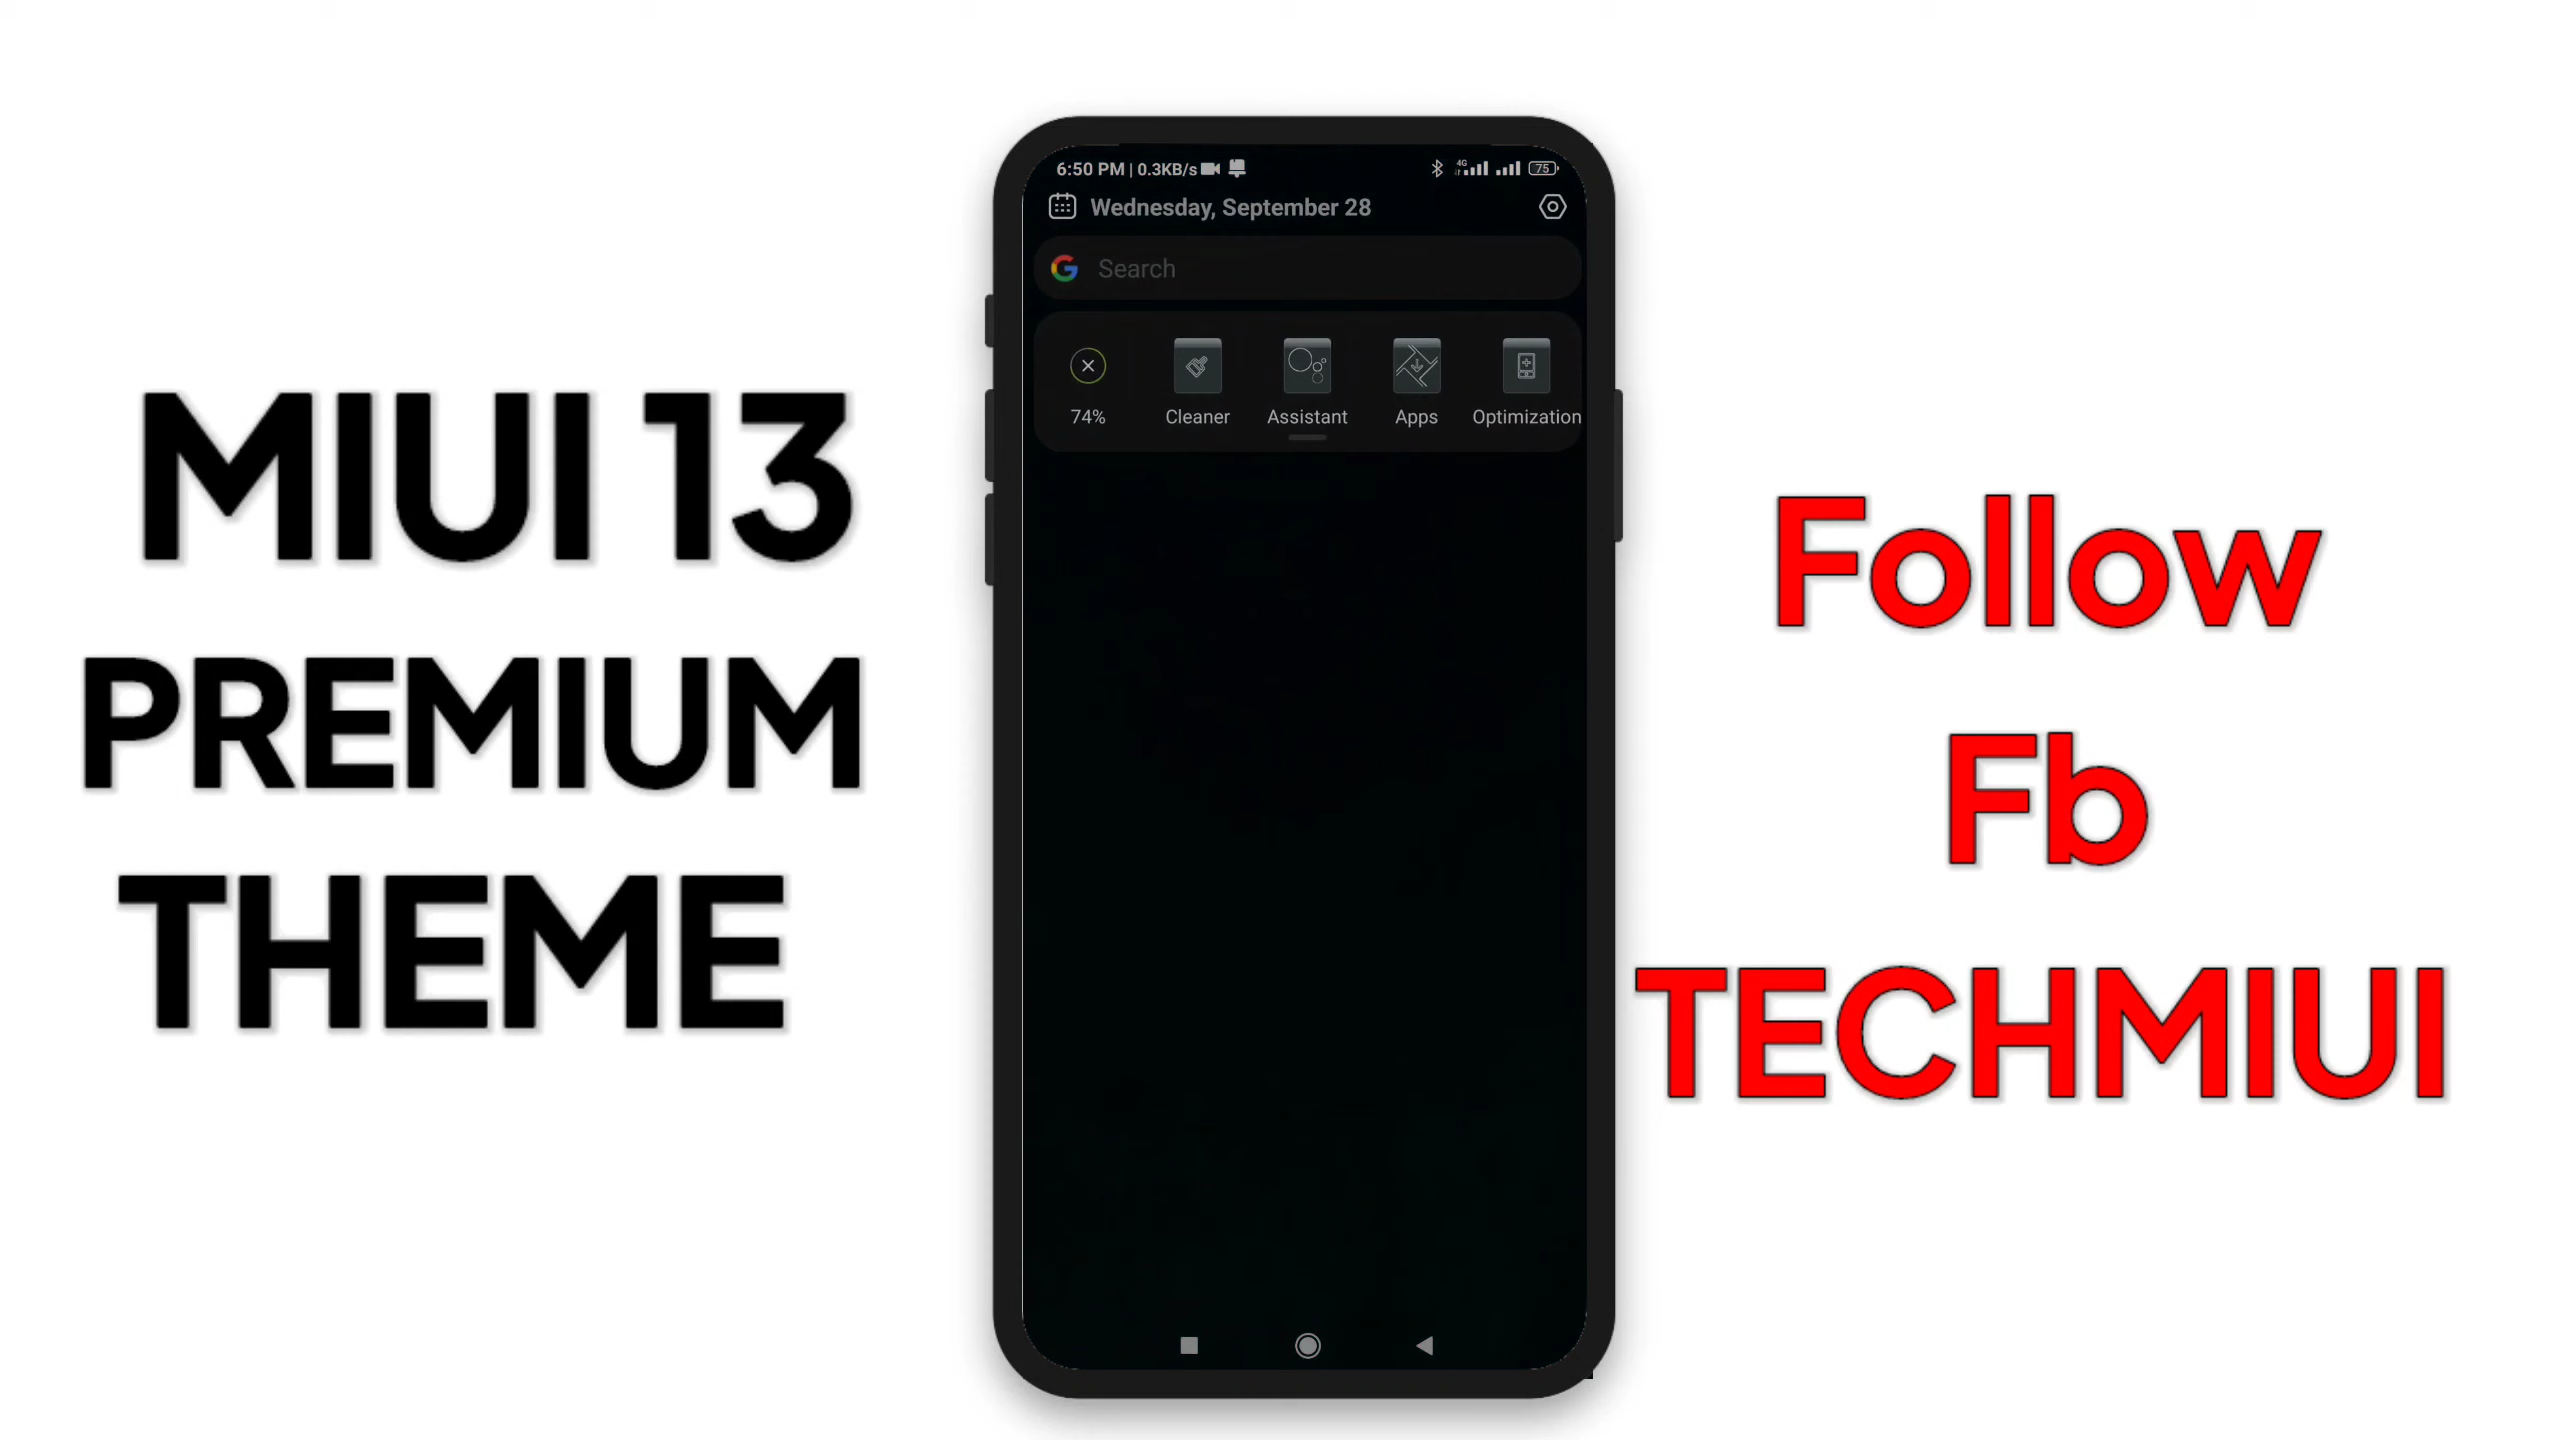 MIUI 13
PREMIUM
THEME
6:50 PM | 0.3KB/s
4G
75
Wednesday, September 28
Search
74%
Cleaner
Assistant
Apps
Optimization
Follow
Fb
TECHMIUI